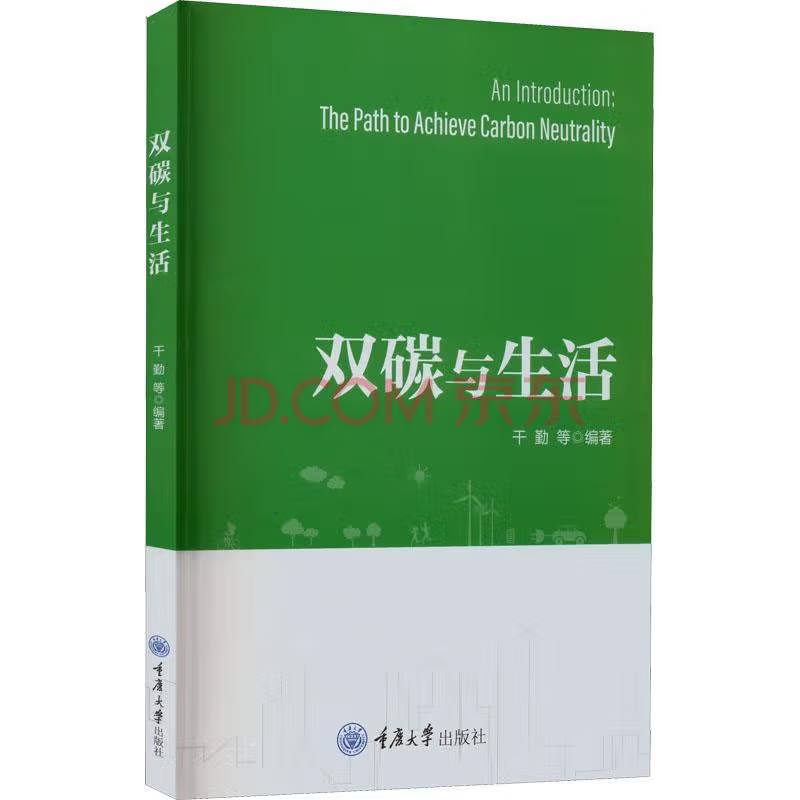 An Introduction:
The Path to Achieve Carbon Neutrality
双碳与生活
干勤 等◎编著
重庆大学出版社
双碳与生活
干勤 等◎编著
重庆大学出版社
JD.COM 京东